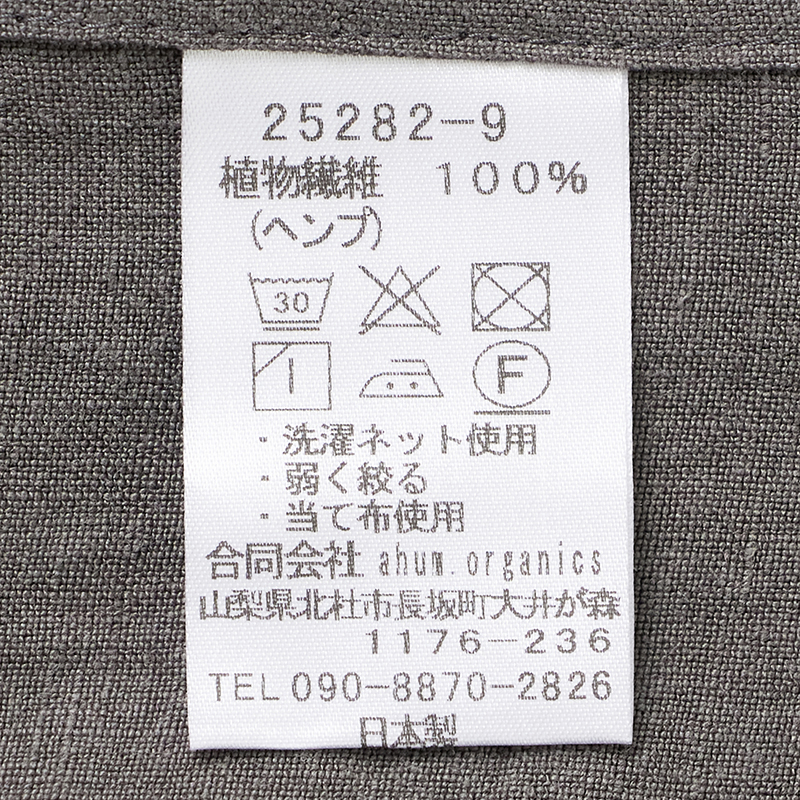 25282-9
植物繊維 100%
(ヘンプ)
30
F
・洗濯ネット使用
・弱く絞る
・当て布使用
合同会社 ahum.organics
山梨県北杜市長坂町大井が森
1176-236
TEL 090-8870-2826
日本製